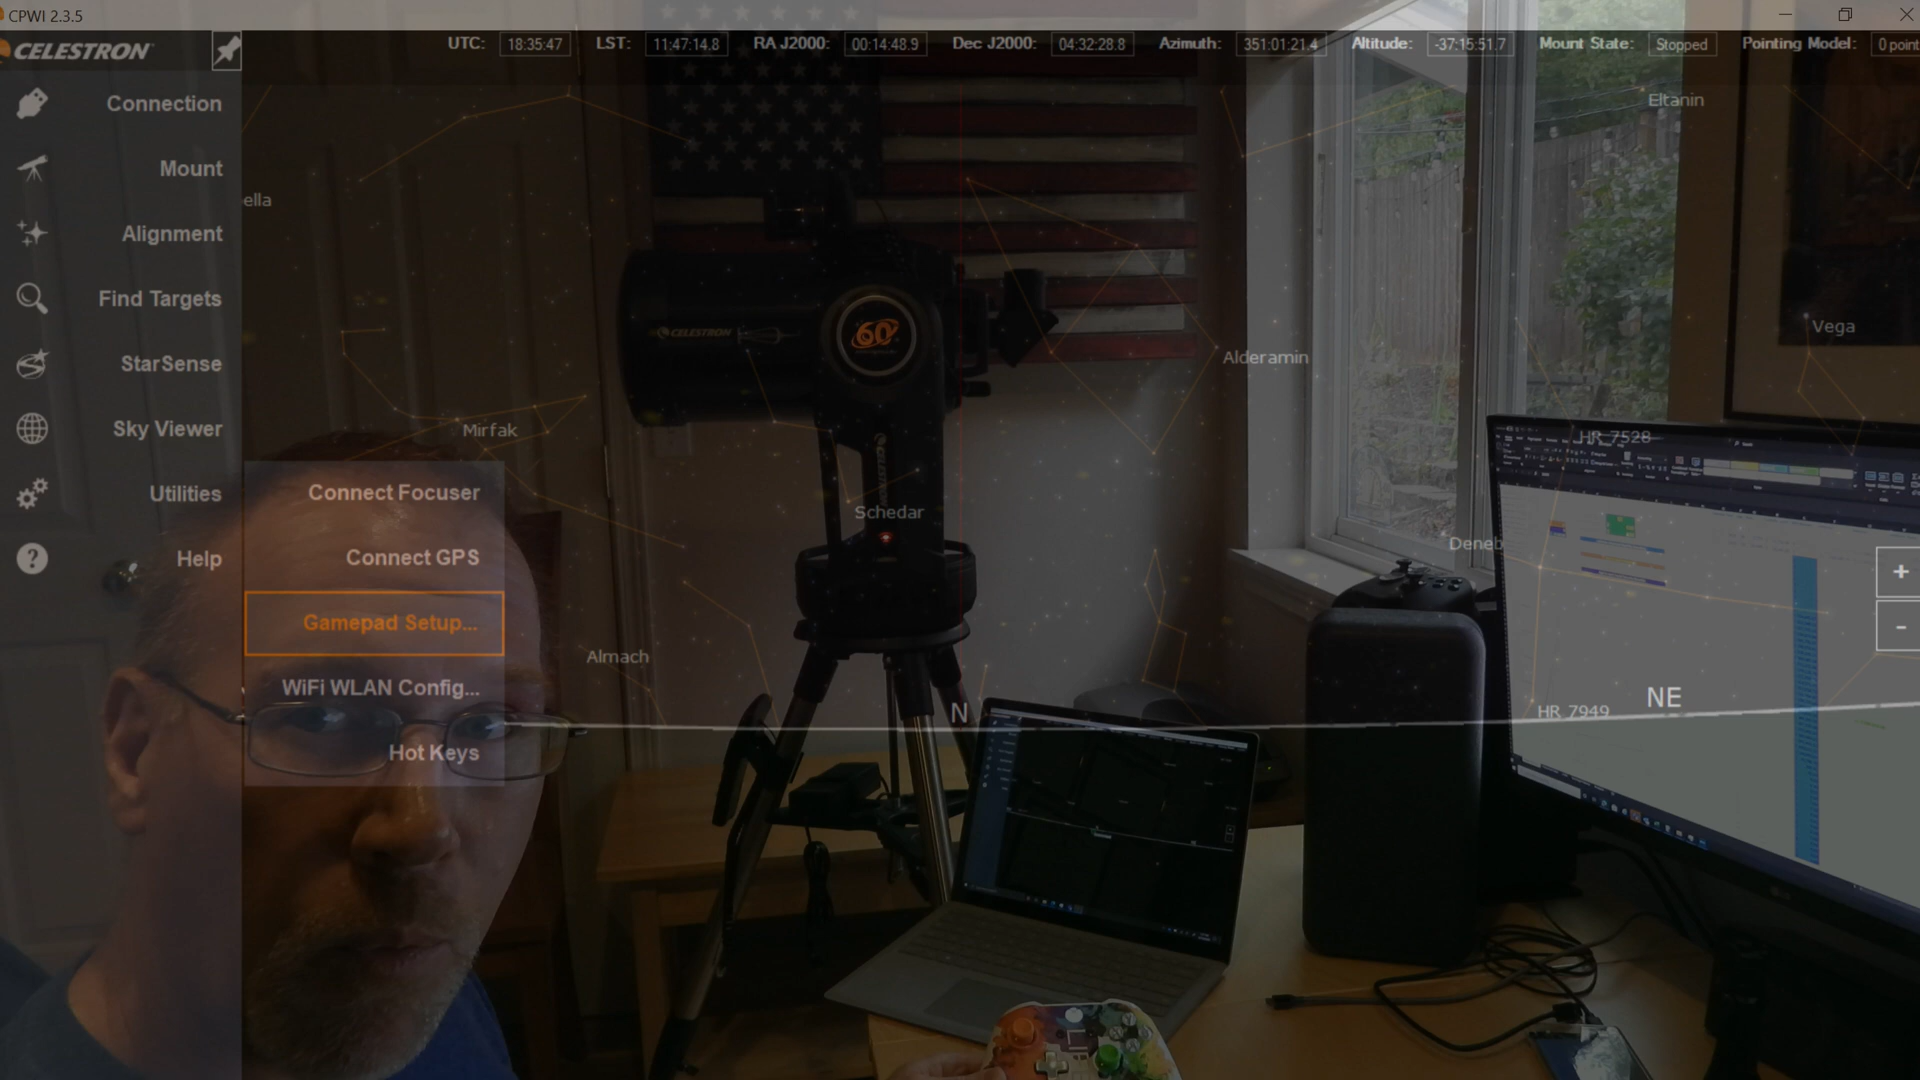 CPWI 2.3.5
CELESTRON
UTC: 18:35:47 LST: 11:47:14.8 RA J2000: 00:14:48.9 Dec J2000: 04:32:28.8 Azimuth: 351:01:21.4 Altitude: -37:15:51.7 Mount State: Stopped Pointing Model: 0 point
Connection
Mount
Alignment
Find Targets
StarSense
Sky Viewer
Utilities
Help
Connect Focuser
Connect GPS
Gamepad Setup...
WiFi WLAN Config...
Hot Keys
Eltanin
ella
Vega
Alderamin
CELESTRON
60
Mirfak
HR 7528
CELESTRON
Schedar
Deneb
+
-
Almach
NE
N
HR 7949